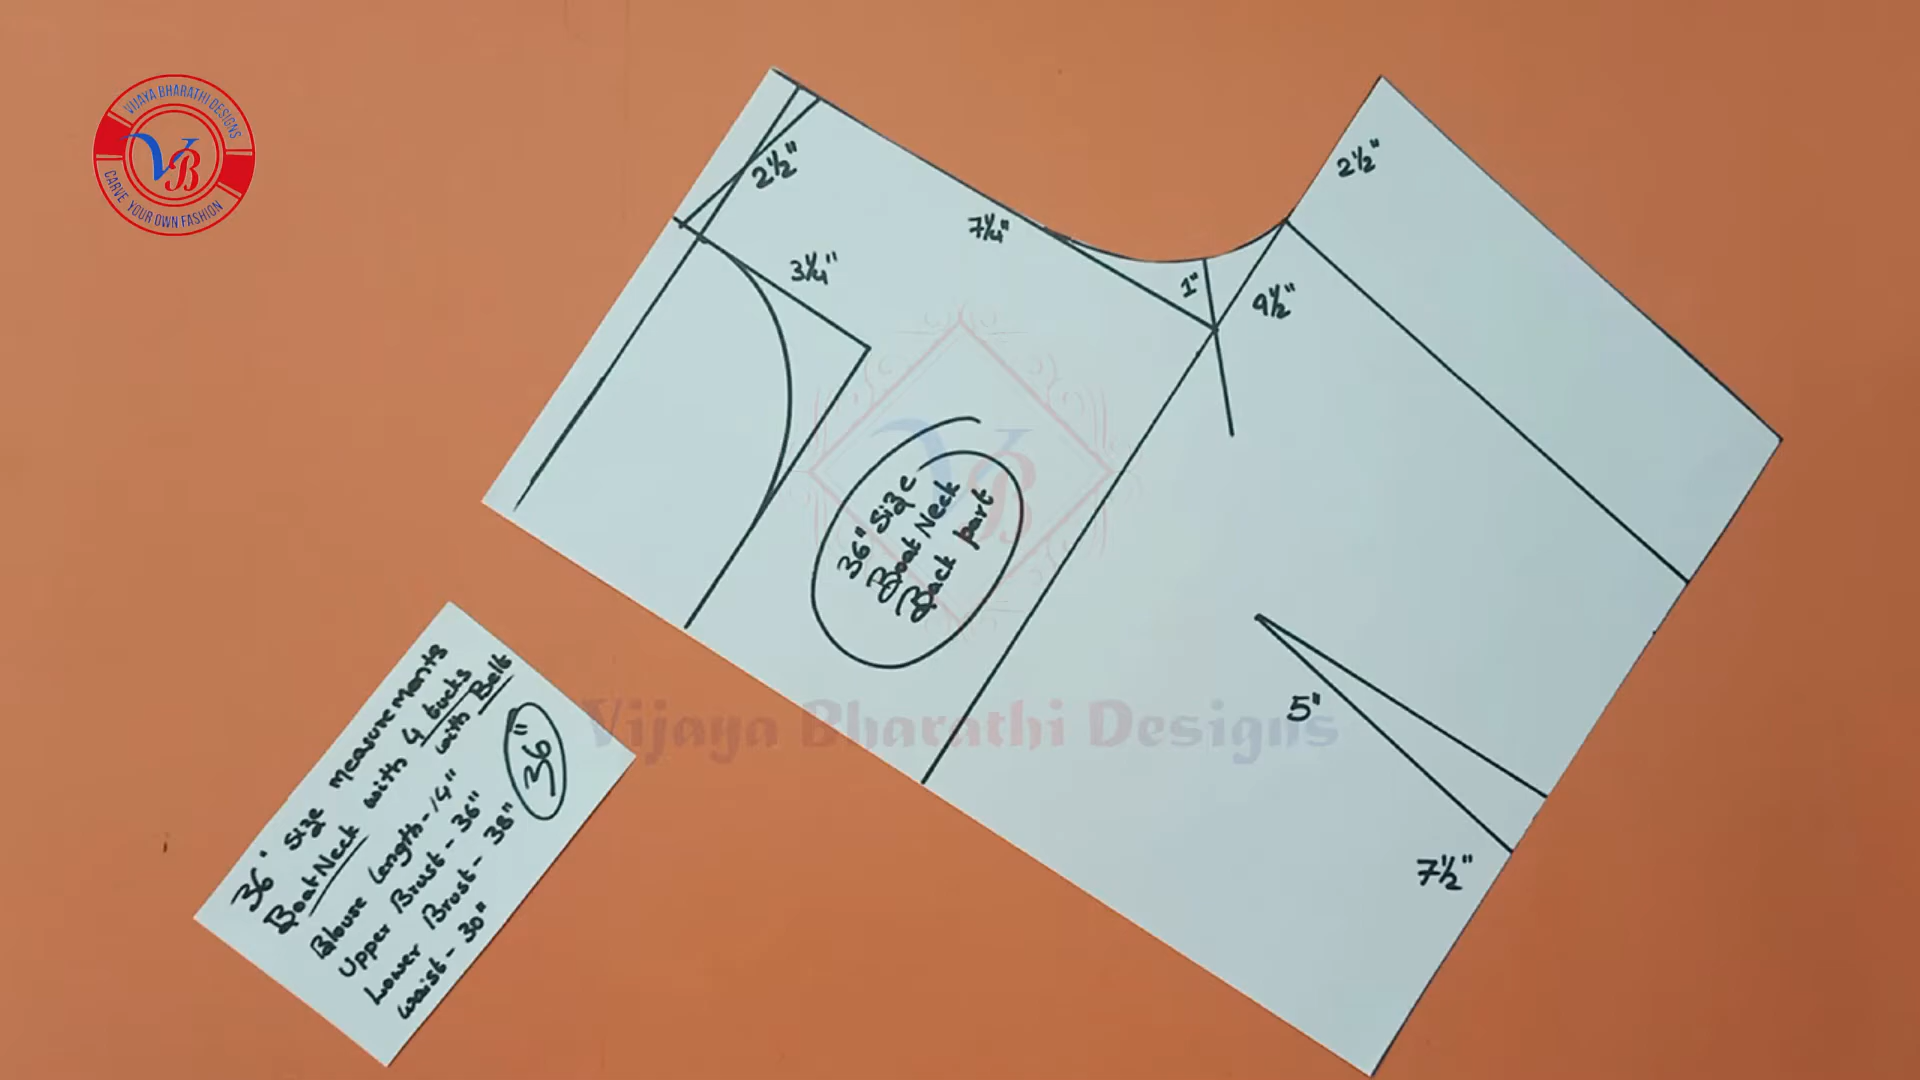 VIJAYA BHARATHI DESIGNS
VB
CARVE YOUR OWN FASHION
2½"
3¼"
7¼"
1"
9½"
2½"
36" Size
Boat Neck
Back part
5"
7½"
Vijaya Bharathi Designs
36" Size measurements
Boat Neck with 4 tucks
with Belt
Blouse length - 14"
Upper Brust - 36"
Lower Brust - 38"
waist - 30"
36"